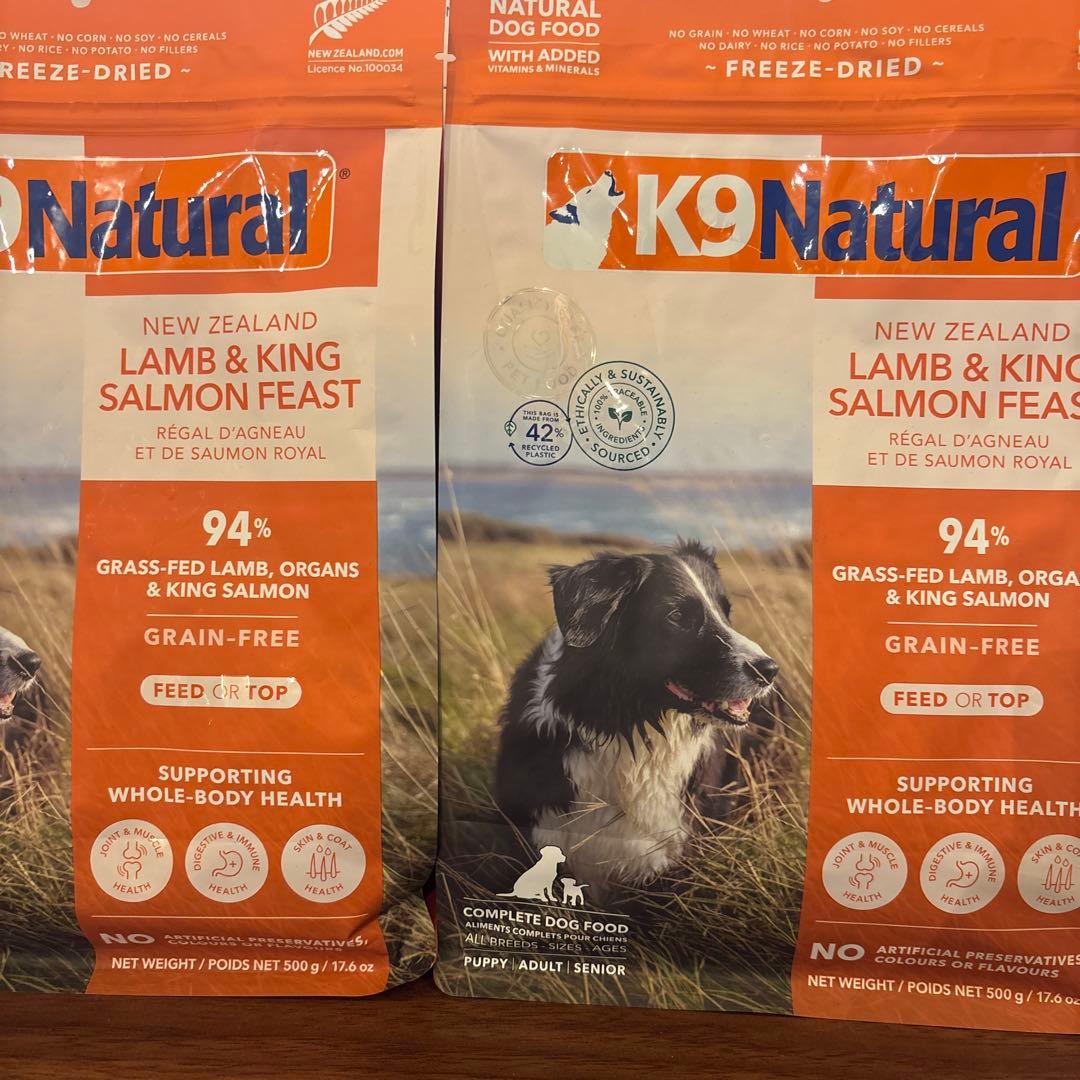 O WHEAT · NO CORN · NO SOY · NO CEREALS
RY · NO RICE · NO POTATO · NO FILLERS
REEZE-DRIED ~
NEWZEALAND.COM
Licence No.100034
9Natural®
NEW ZEALAND
LAMB & KING
SALMON FEAST
RÉGAL D'AGNEAU
ET DE SAUMON ROYAL
94%
GRASS-FED LAMB, ORGANS
& KING SALMON
GRAIN-FREE
FEED OR TOP
SUPPORTING
WHOLE-BODY HEALTH
JOINT & MUSCLE HEALTH
DIGESTIVE & IMMUNE HEALTH
SKIN & COAT HEALTH
NO ARTIFICIAL PRESERVATIVES,
COLOURS OR FLAVOURS
NET WEIGHT / POIDS NET 500 g / 17.6 oz
NATURAL
DOG FOOD
WITH ADDED
VITAMINS & MINERALS
NO GRAIN · NO WHEAT · NO CORN · NO SOY · NO CEREALS
NO DAIRY · NO RICE · NO POTATO · NO FILLERS
~ FREEZE-DRIED ~
K9Natural
PET FOOD
THIS BAG IS
MADE FROM
42%
RECYCLED
PLASTIC
ETHICALLY & SUSTAINABLY SOURCED
100% TRACEABLE INGREDIENTS
NEW ZEALAND
LAMB & KING
SALMON FEAS
RÉGAL D'AGNEAU
ET DE SAUMON ROYAL
94%
GRASS-FED LAMB, ORGA
& KING SALMON
GRAIN-FREE
FEED OR TOP
SUPPORTING
WHOLE-BODY HEALTH
JOINT & MUSCLE HEALTH
DIGESTIVE & IMMUNE HEALTH
SKIN & CO HEALTH
NO ARTIFICIAL PRESERVATIVES
COLOURS OR FLAVOURS
NET WEIGHT / POIDS NET 500 g / 17.6 oz
COMPLETE DOG FOOD
ALIMENTS COMPLETS POUR CHIENS
ALL BREEDS - SIZES - AGES
PUPPY | ADULT | SENIOR